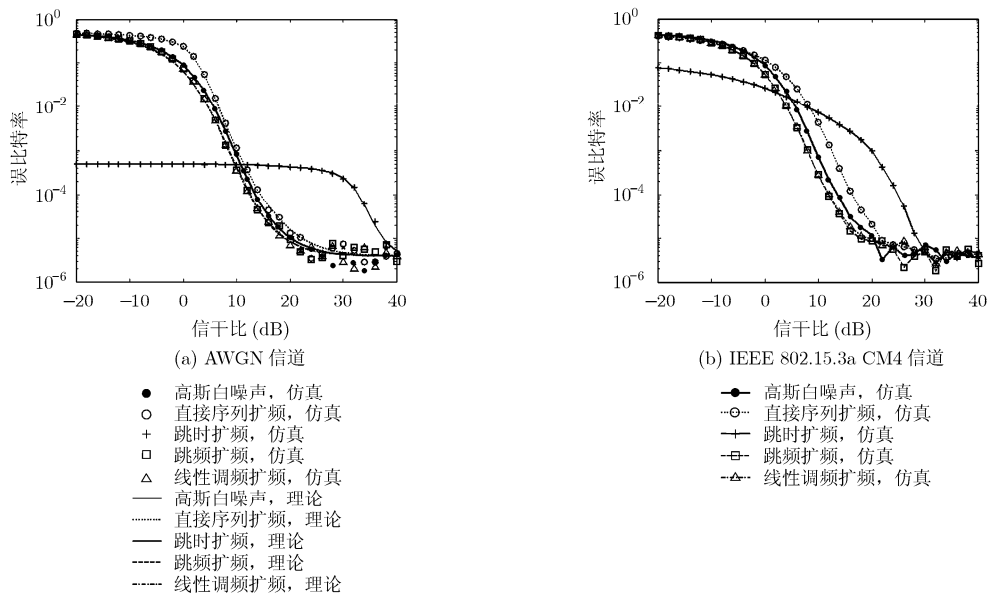 10⁰
10⁻²
10⁻⁴
10⁻⁶
误比特率
−20 −10 0 10 20 30 40
信干比 (dB)
(a) AWGN 信道
高斯白噪声，仿真
直接序列扩频，仿真
跳时扩频，仿真
跳频扩频，仿真
线性调频扩频，仿真
高斯白噪声，理论
直接序列扩频，理论
跳时扩频，理论
跳频扩频，理论
线性调频扩频，理论
10⁰
10⁻²
10⁻⁴
10⁻⁶
误比特率
−20 −10 0 10 20 30 40
信干比 (dB)
(b) IEEE 802.15.3a CM4 信道
高斯白噪声，仿真
直接序列扩频，仿真
跳时扩频，仿真
跳频扩频，仿真
线性调频扩频，仿真